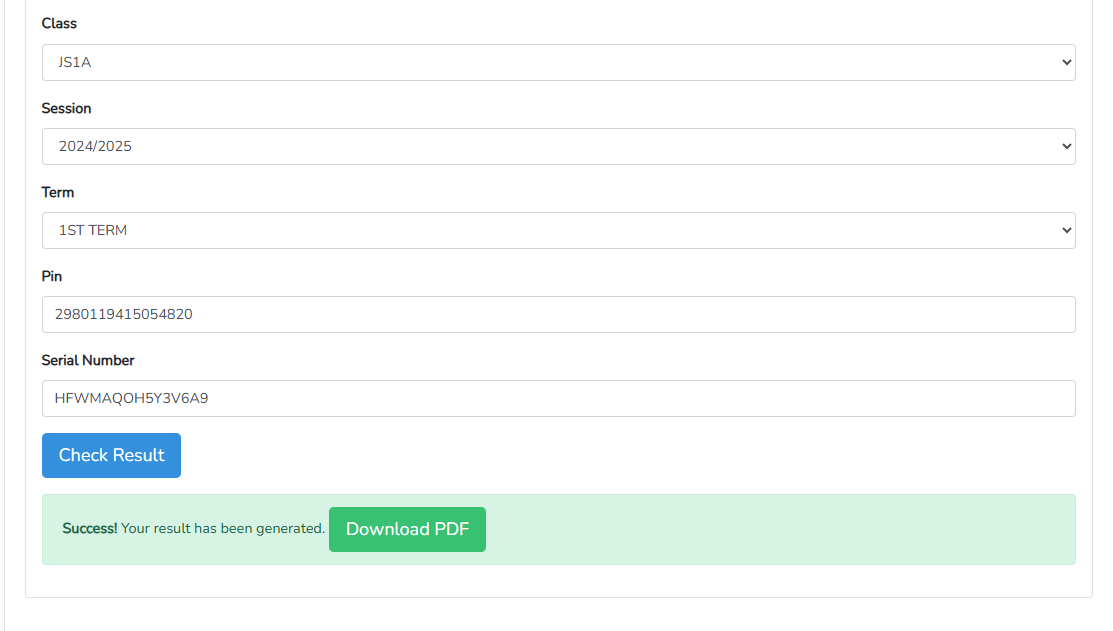 Class
JS1A
Session
2024/2025
Term
1ST TERM
Pin
2980119415054820
Serial Number
HFWMAQOH5Y3V6A9
Check Result
Success! Your result has been generated. Download PDF